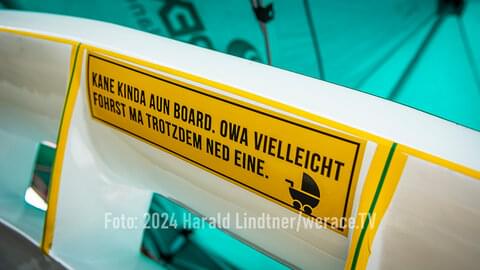 KANE KINDA AUN BOARD. OWA VIELLEICHT
FOHRST MA TROTZDEM NED EINE.
Foto: 2024 Harald Lindtner/werace.TV